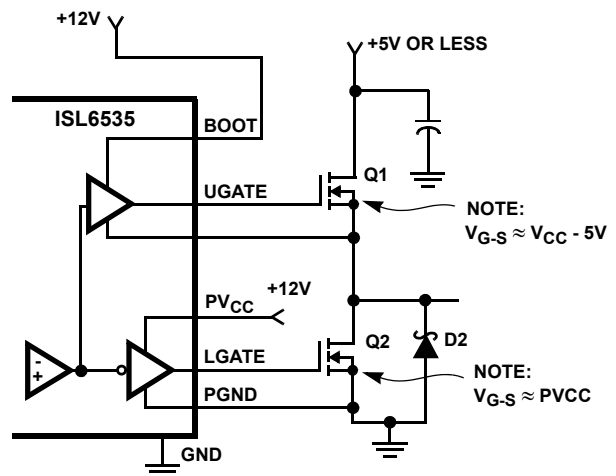 +12V
+5V OR LESS
ISL6535
BOOT
Q1
UGATE
NOTE:
VG-S ≈ VCC - 5V
+12V
PVCC
Q2
D2
LGATE
-
+
NOTE:
VG-S ≈ PVCC
PGND
GND